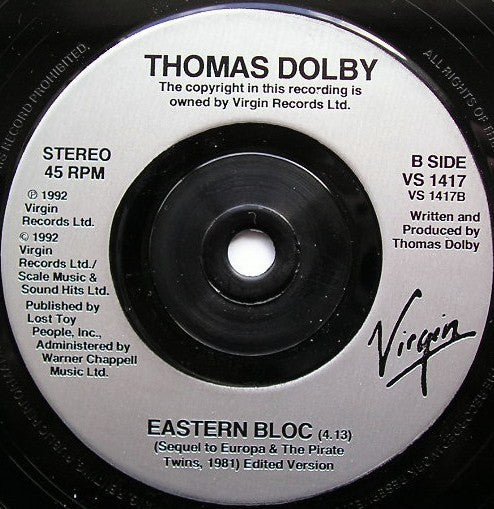 THOMAS DOLBY
The copyright in this recording is
owned by Virgin Records Ltd.
STEREO
45 RPM
℗ 1992
Virgin
Records Ltd.
© 1992
Virgin
Records Ltd./
Scale Music &
Sound Hits Ltd.
Published by
Lost Toy
People, Inc.,
Administered by
Warner Chappell
Music Ltd.
B SIDE
VS 1417
VS 1417B
Written and
Produced by
Thomas Dolby
Virgin
EASTERN BLOC (4.13)
(Sequel to Europa & The Pirate
Twins, 1981) Edited Version
RECORD PROHIBITED.
ALL RIGHTS OF